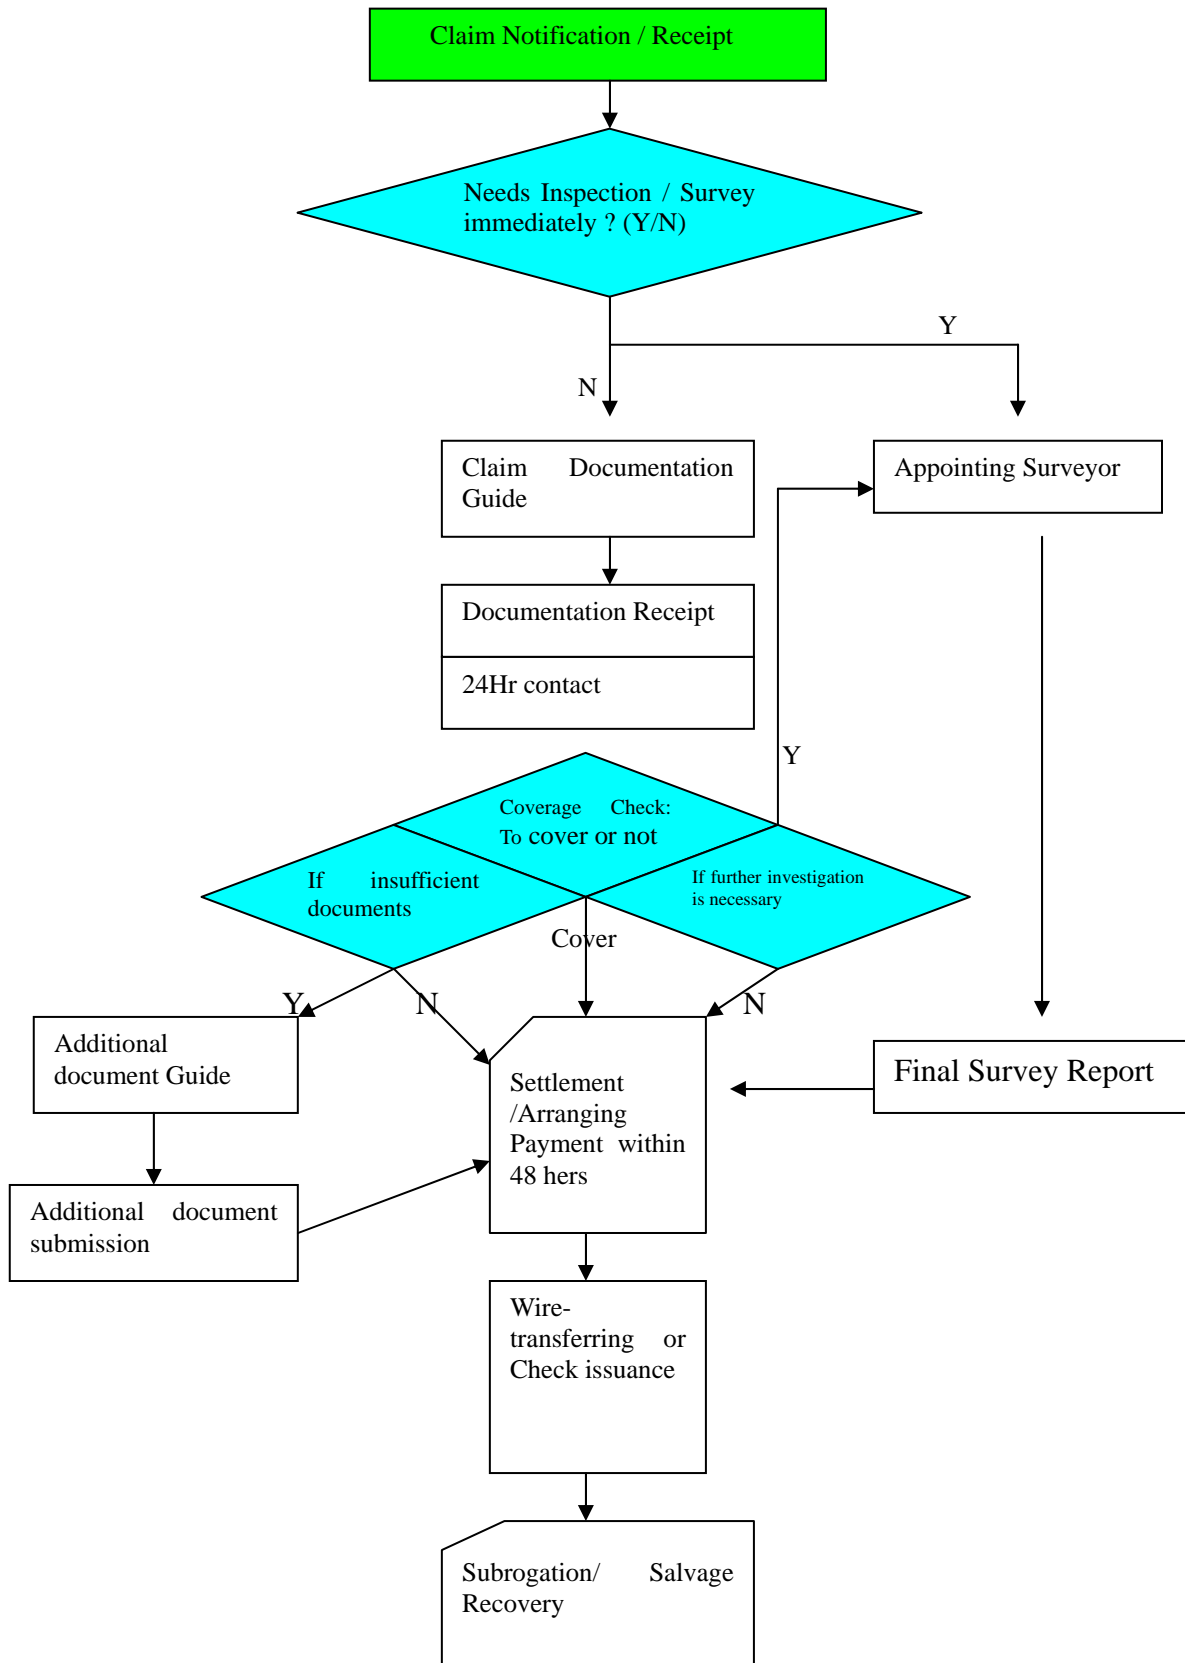 Claim Notification / Receipt
Needs Inspection / Survey
immediately ? (Y/N)
Y
N
Claim Documentation
Guide
Appointing Surveyor
Documentation Receipt
24Hr contact
Y
Coverage Check:
To cover or not
If insufficient
documents
If further investigation
is necessary
Cover
Y
N
N
Additional
document Guide
Settlement
/Arranging
Payment within
48 hers
Final Survey Report
Additional document
submission
Wire-
transferring or
Check issuance
Subrogation/ Salvage
Recovery